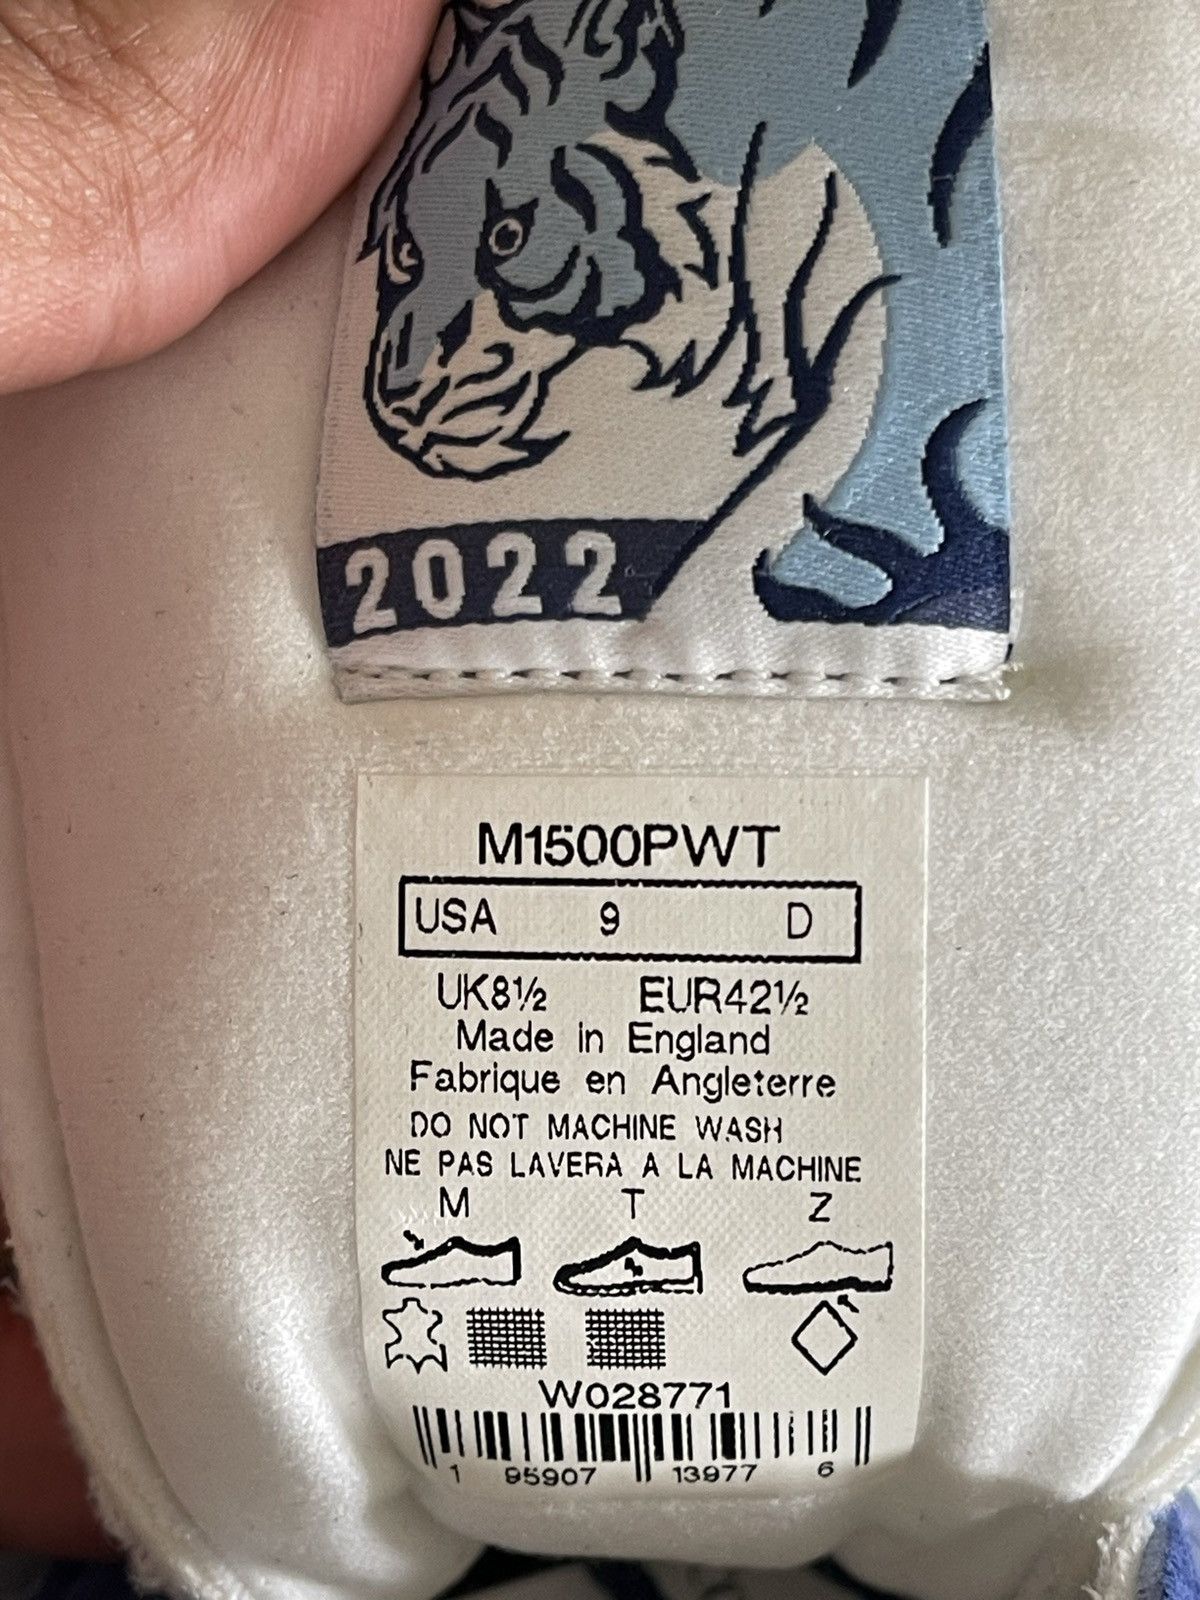 2022
M1500PWT
USA 9 D
UK8½ EUR42½
Made in England
Fabrique en Angleterre
DO NOT MACHINE WASH
NE PAS LAVERA A LA MACHINE
M T Z
W028771
1 95907 13977 6